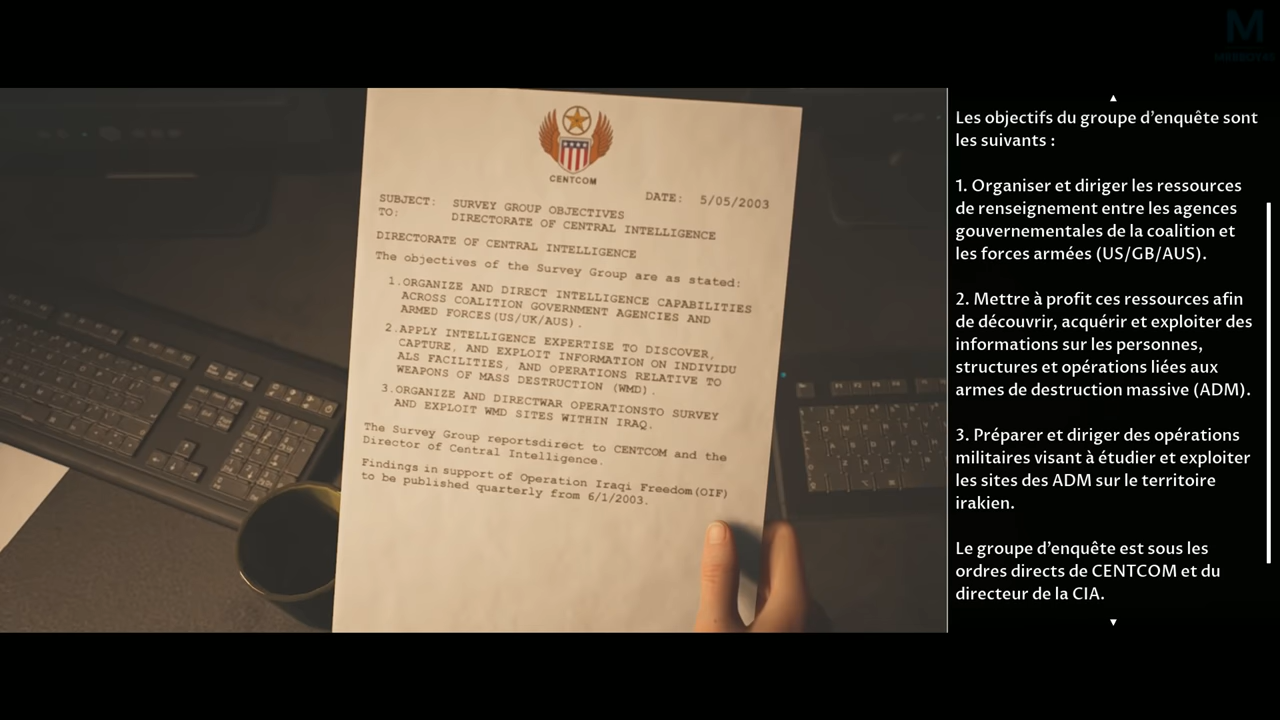 M
CENTCOM
DATE: 5/05/2003
SUBJECT: SURVEY GROUP OBJECTIVES
TO: DIRECTORATE OF CENTRAL INTELLIGENCE
DIRECTORATE OF CENTRAL INTELLIGENCE
The objectives of the Survey Group are as stated:
1.ORGANIZE AND DIRECT INTELLIGENCE CAPABILITIES
ACROSS COALITION GOVERNMENT AGENCIES AND
ARMED FORCES(US/UK/AUS).
2.APPLY INTELLIGENCE EXPERTISE TO DISCOVER,
CAPTURE, AND EXPLOIT INFORMATION ON INDIVIDU
ALS FACILITIES, AND OPERATIONS RELATIVE TO
WEAPONS OF MASS DESTRUCTION (WMD).
3.ORGANIZE AND DIRECTWAR OPERATIONSTO SURVEY
AND EXPLOIT WMD SITES WITHIN IRAQ.
The Survey Group reportsdirect to CENTCOM and the
Director of Central Intelligence.
Findings in support of Operation Iraqi Freedom(OIF)
to be published quarterly from 6/1/2003.
Les objectifs du groupe d'enquête sont
les suivants :
1. Organiser et diriger les ressources
de renseignement entre les agences
gouvernementales de la coalition et
les forces armées (US/GB/AUS).
2. Mettre à profit ces ressources afin
de découvrir, acquérir et exploiter des
informations sur les personnes,
structures et opérations liées aux
armes de destruction massive (ADM).
3. Préparer et diriger des opérations
militaires visant à étudier et exploiter
les sites des ADM sur le territoire
irakien.
Le groupe d'enquête est sous les
ordres directs de CENTCOM et du
directeur de la CIA.